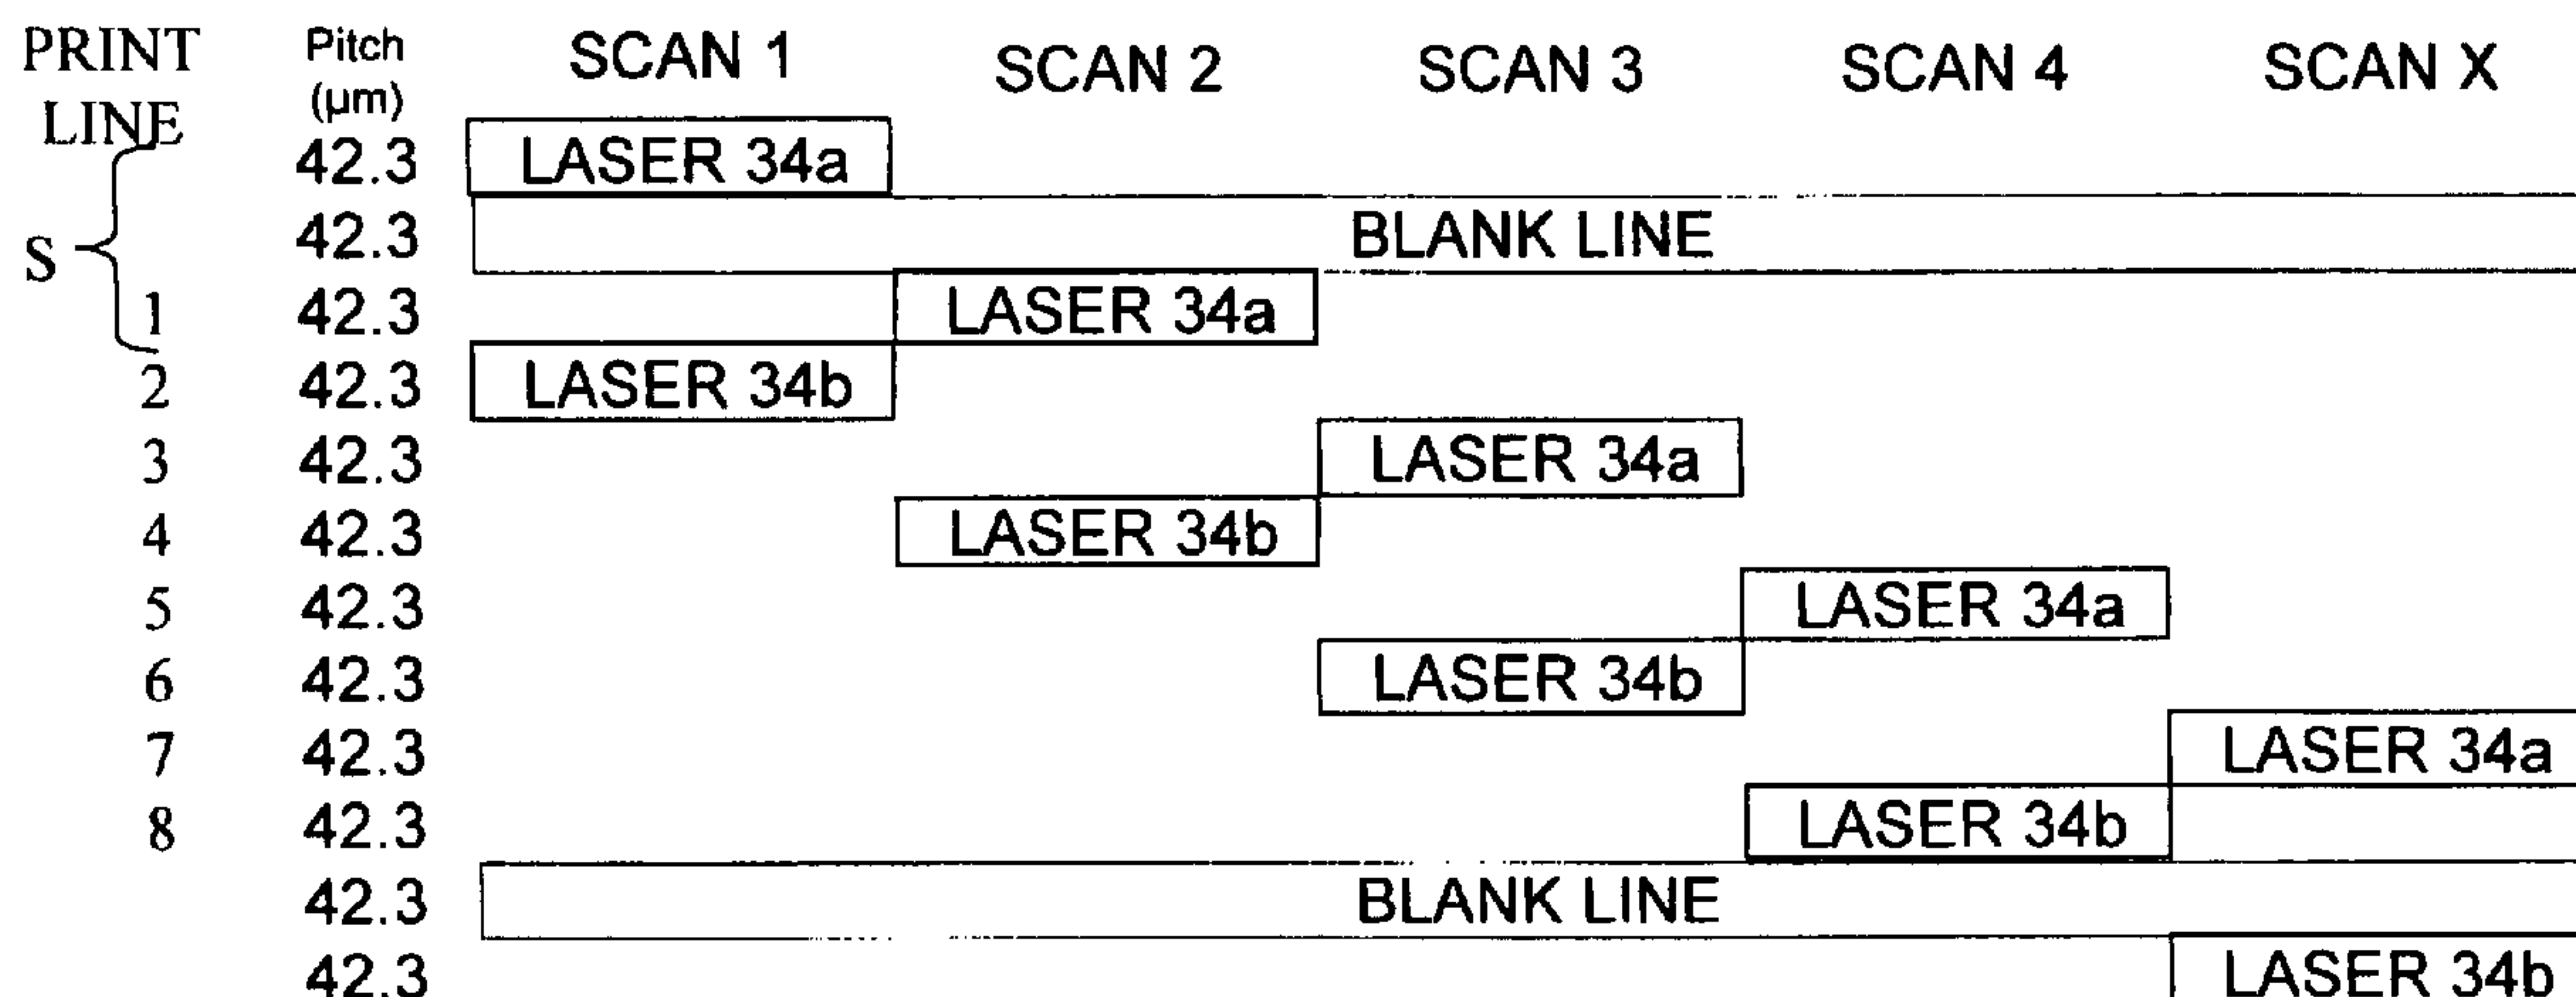 PRINT LINE Pitch (µm) SCAN 1 SCAN 2 SCAN 3 SCAN 4 SCAN X
42.3 LASER 34a
S 42.3 BLANK LINE
1 42.3 LASER 34a
2 42.3 LASER 34b
3 42.3 LASER 34a
4 42.3 LASER 34b
5 42.3 LASER 34a
6 42.3 LASER 34b
7 42.3 LASER 34a
8 42.3 LASER 34b
42.3 BLANK LINE
42.3 LASER 34b